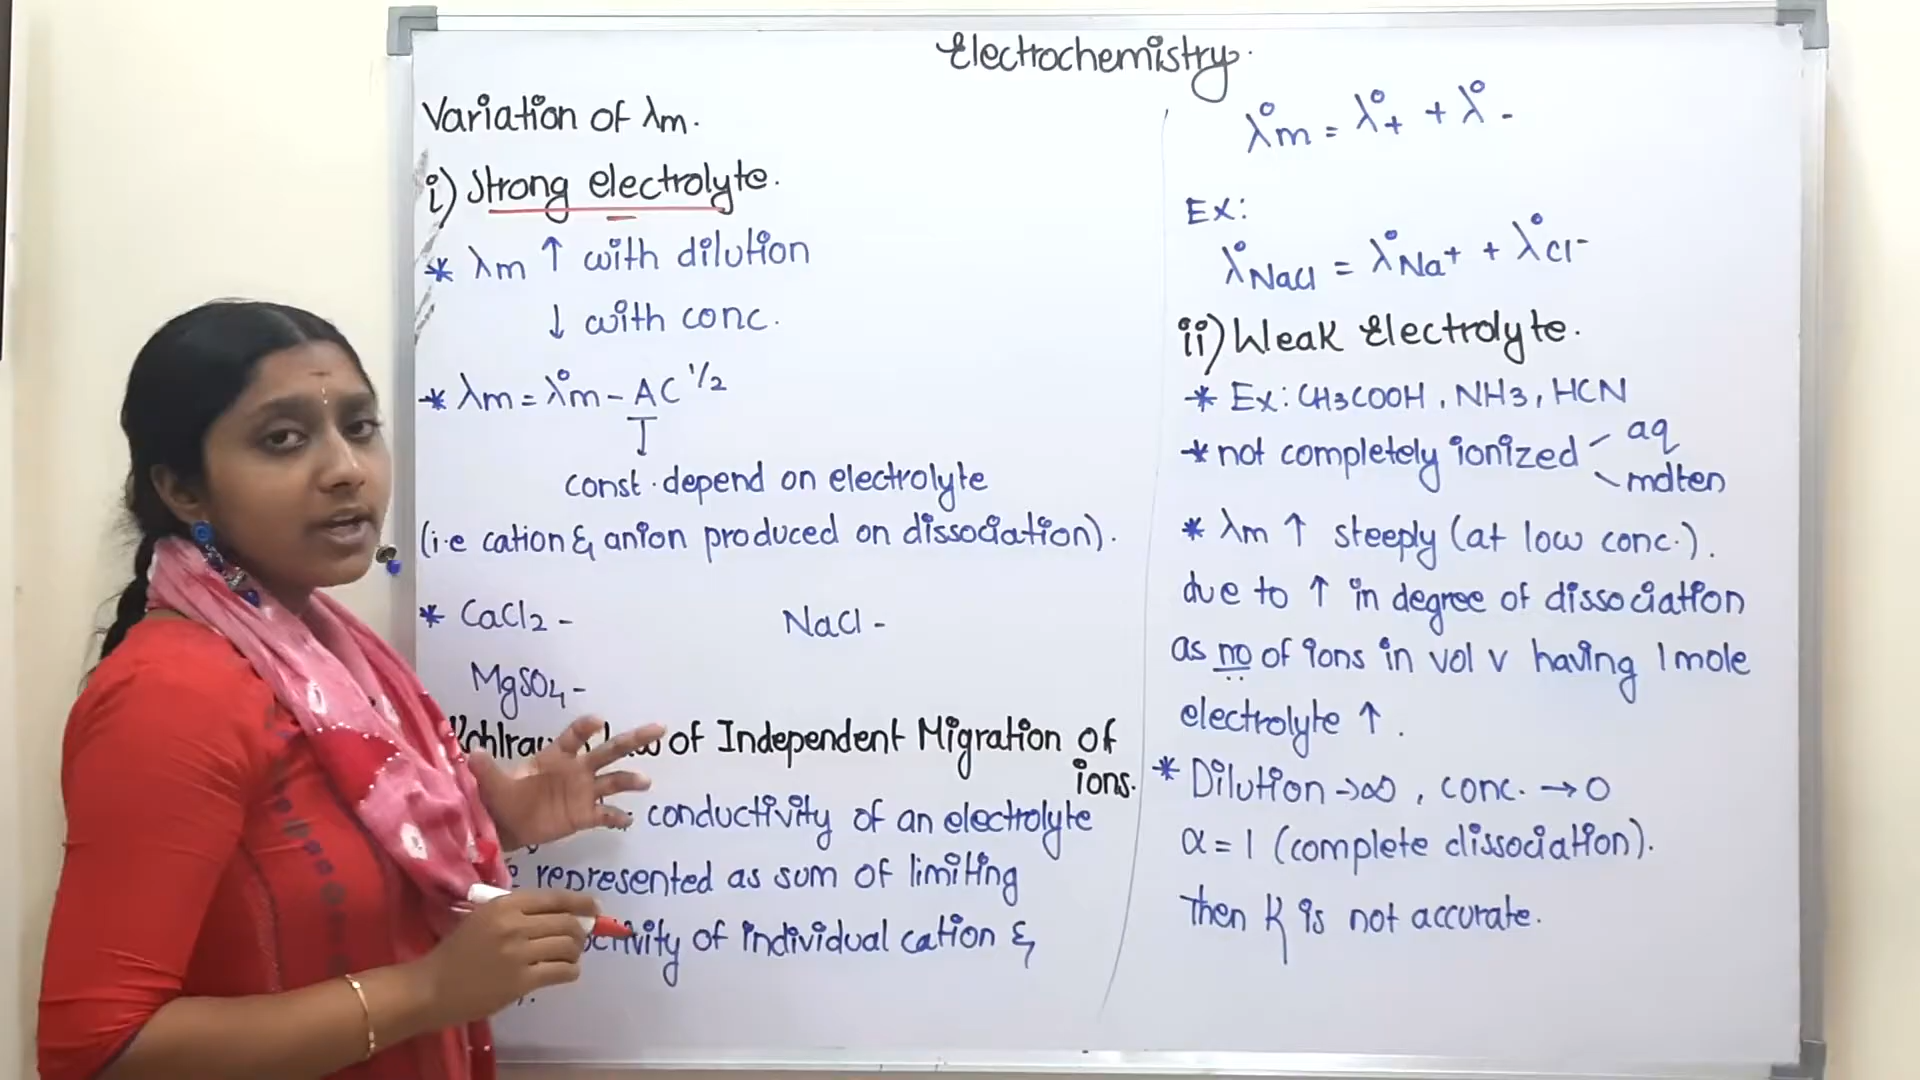 Electrochemistry.
Variation of λm.
i) Strong electrolyte.
* λm ↑ with dilution
↓ with conc.
* λm = λ°m - AC 1/2
const. depend on electrolyte
(i.e cation & anion produced on dissociation).
* CaCl2 - NaCl -
MgSO4 -
of Independent Migration of
ions.
conductivity of an electrolyte
represented as sum of limiting
of individual cation &
λ°m = λ°+ + λ°-
Ex:
λ°NaCl = λ°Na+ + λ°Cl-
ii) Weak Electrolyte.
* Ex: CH3COOH, NH3, HCN
* not completely ionized aq
molten
* λm ↑ steeply (at low conc.).
due to ↑ in degree of dissociation
as no of ions in vol v having 1 mole
electrolyte ↑.
* Dilution → ∞, conc. → 0
α = 1 (complete dissociation).
then K is not accurate.